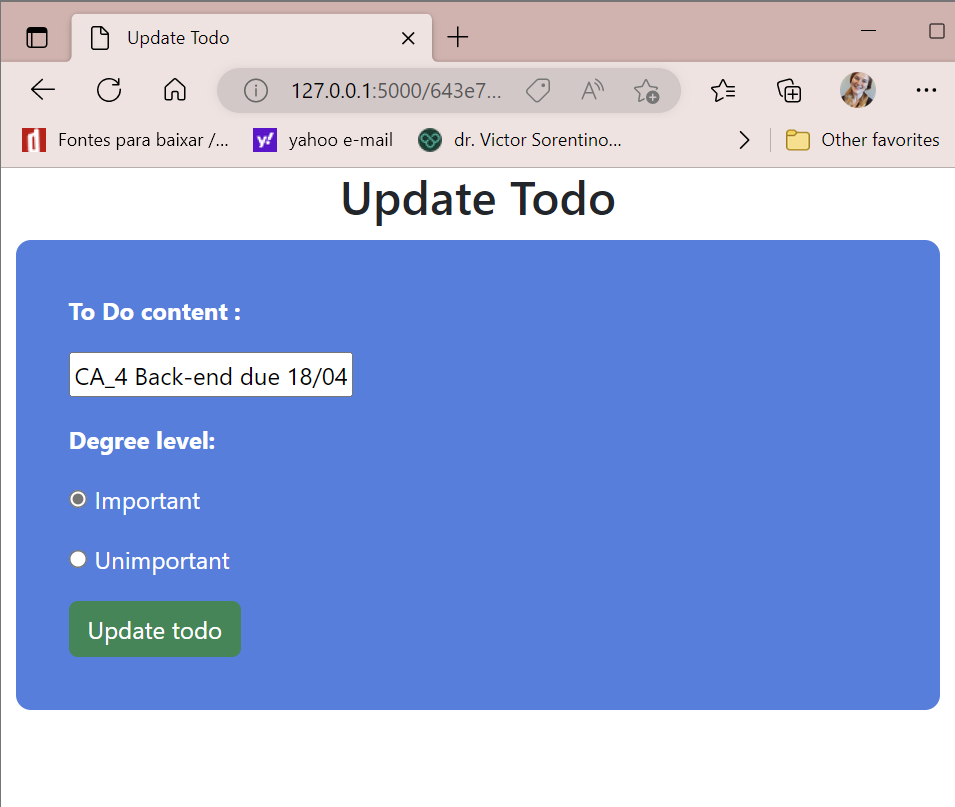 Update Todo
127.0.0.1:5000/643e7...
Fontes para baixar /... yahoo e-mail dr. Victor Sorentino... Other favorites
Update Todo
To Do content :
CA_4 Back-end due 18/04
Degree level:
Important
Unimportant
Update todo